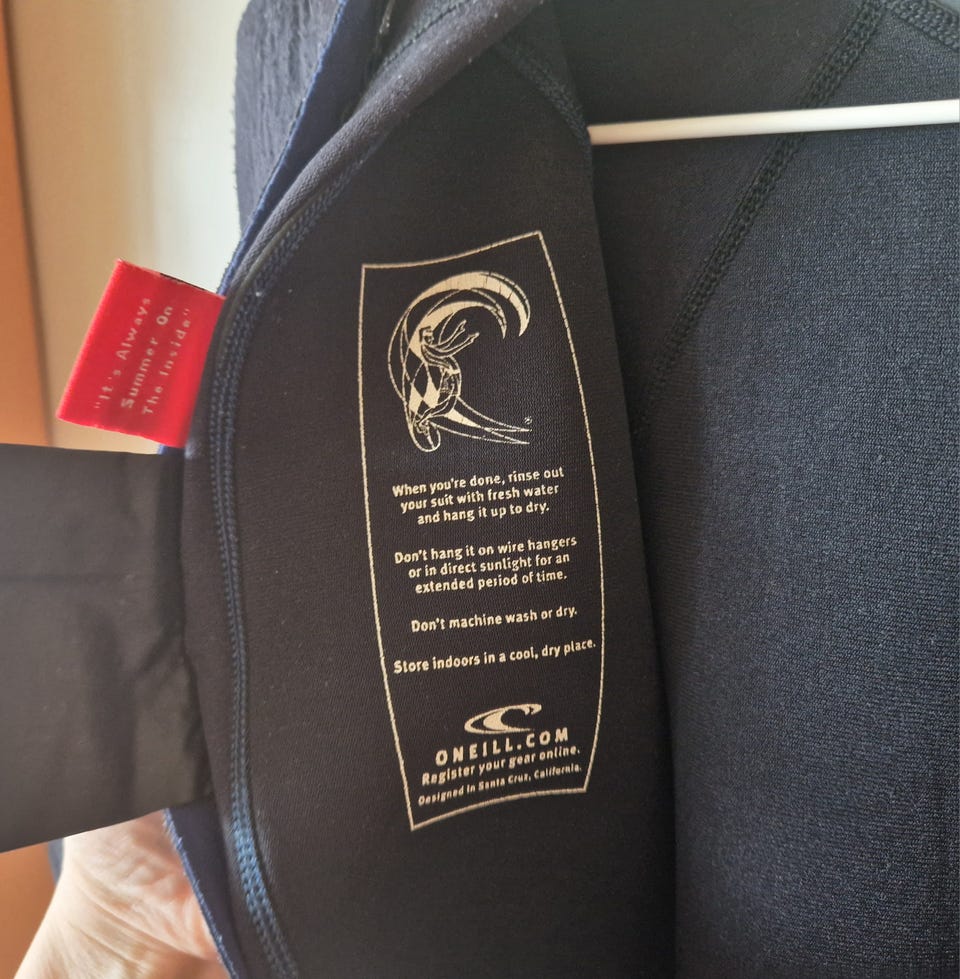 "It's Always
Summer On
The Inside"
When you're done, rinse out
your suit with fresh water
and hang it up to dry.
Don't hang it on wire hangers
or in direct sunlight for an
extended period of time.
Don't machine wash or dry.
Store indoors in a cool, dry place.
ONEILL.COM
Register your gear online.
Designed in Santa Cruz, California.